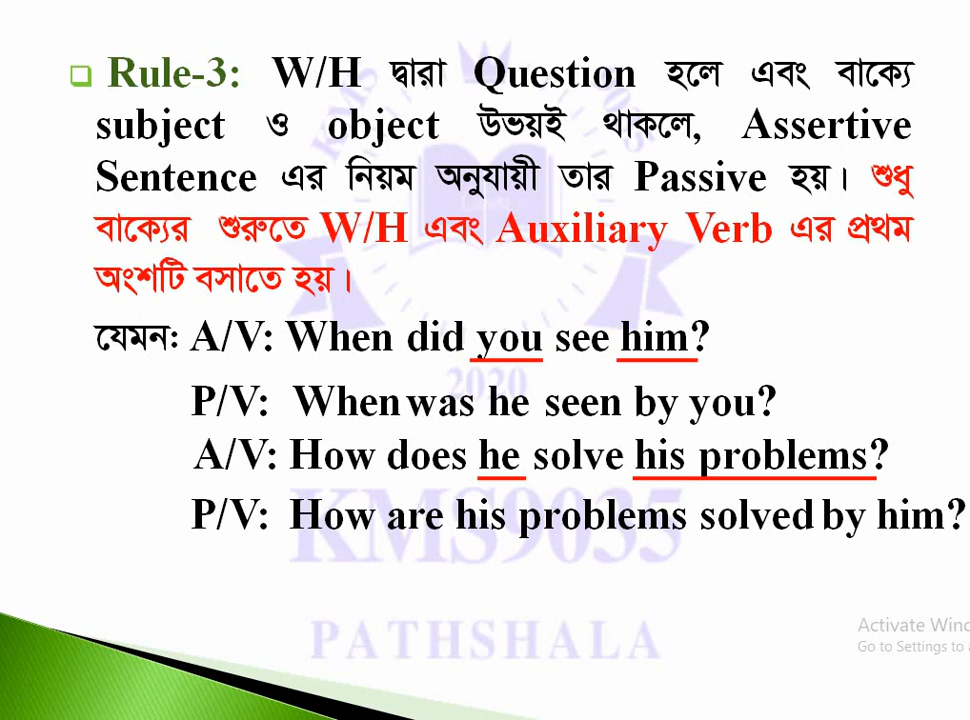 Rule-3: W/H দ্বারা Question হলে এবং বাক্যে
subject ও object উভয়ই থাকলে, Assertive
Sentence এর নিয়ম অনুযায়ী তার Passive হয়। শুধু
বাক্যের শুরুতে W/H এবং Auxiliary Verb এর প্রথম
অংশটি বসাতে হয়।
যেমনঃ A/V: When did you see him?
2020
P/V: When was he seen by you?
A/V: How does he solve his problems?
P/V: How are his problems solved by him?
KMS9035
PATHSHALA
Activate Wind
Go to Settings to a